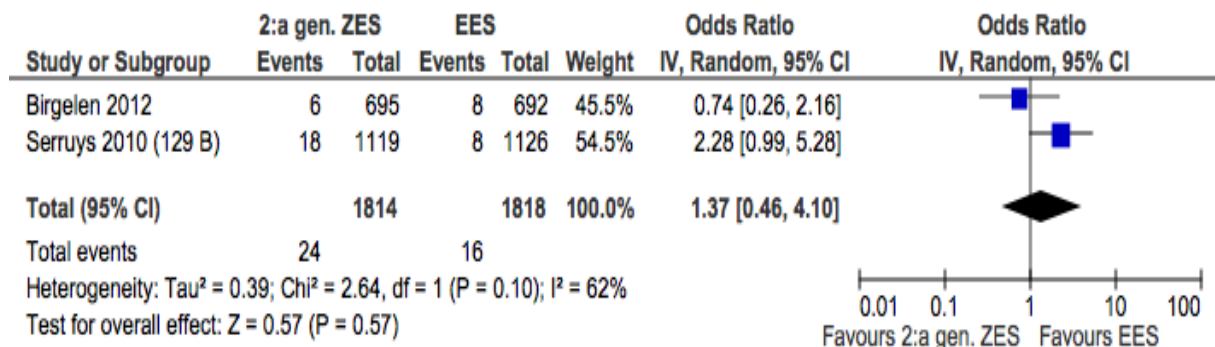 2:a gen. ZES EES Odds Ratio Odds Ratio
Study or Subgroup Events Total Events Total Weight IV, Random, 95% CI IV, Random, 95% CI
Birgelen 2012 6 695 8 692 45.5% 0.74 [0.26, 2.16]
Serruys 2010 (129 B) 18 1119 8 1126 54.5% 2.28 [0.99, 5.28]
Total (95% CI) 1814 1818 100.0% 1.37 [0.46, 4.10]
Total events 24 16
Heterogeneity: Tau² = 0.39; Chi² = 2.64, df = 1 (P = 0.10); I² = 62%
Test for overall effect: Z = 0.57 (P = 0.57)
0.01 0.1 1 10 100
Favours 2:a gen. ZES Favours EES